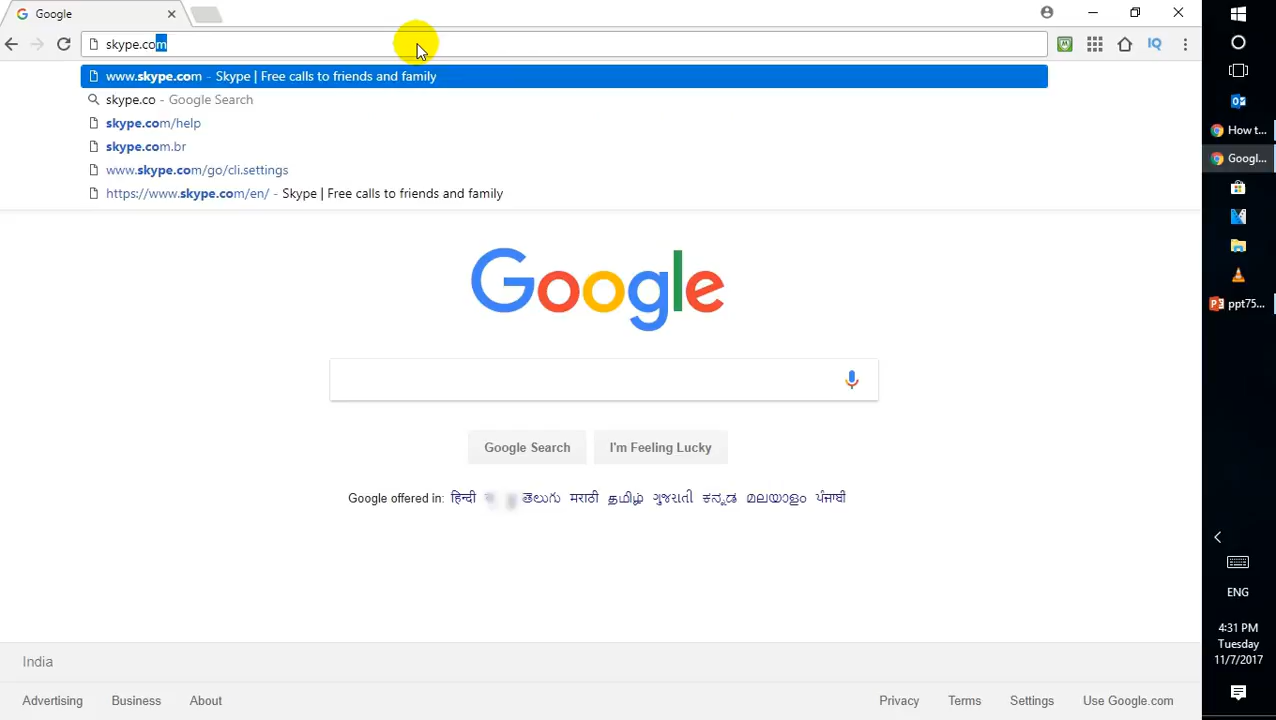 Google
skype.com
www.skype.com - Skype | Free calls to friends and family
skype.co - Google Search
skype.com/help
skype.com.br
www.skype.com/go/cli.settings
https://www.skype.com/en/ - Skype | Free calls to friends and family
Google
Google Search
I'm Feeling Lucky
Google offered in: हिन्दी తెలుగు मराठी தமிழ் ગુજરાતી ಕನ್ನಡ മലയാളം ਪੰਜਾਬੀ
India
Advertising
Business
About
Privacy
Terms
Settings
Use Google.com
IQ
How t...
Googl...
ppt75...
ENG
4:31 PM
Tuesday
11/7/2017